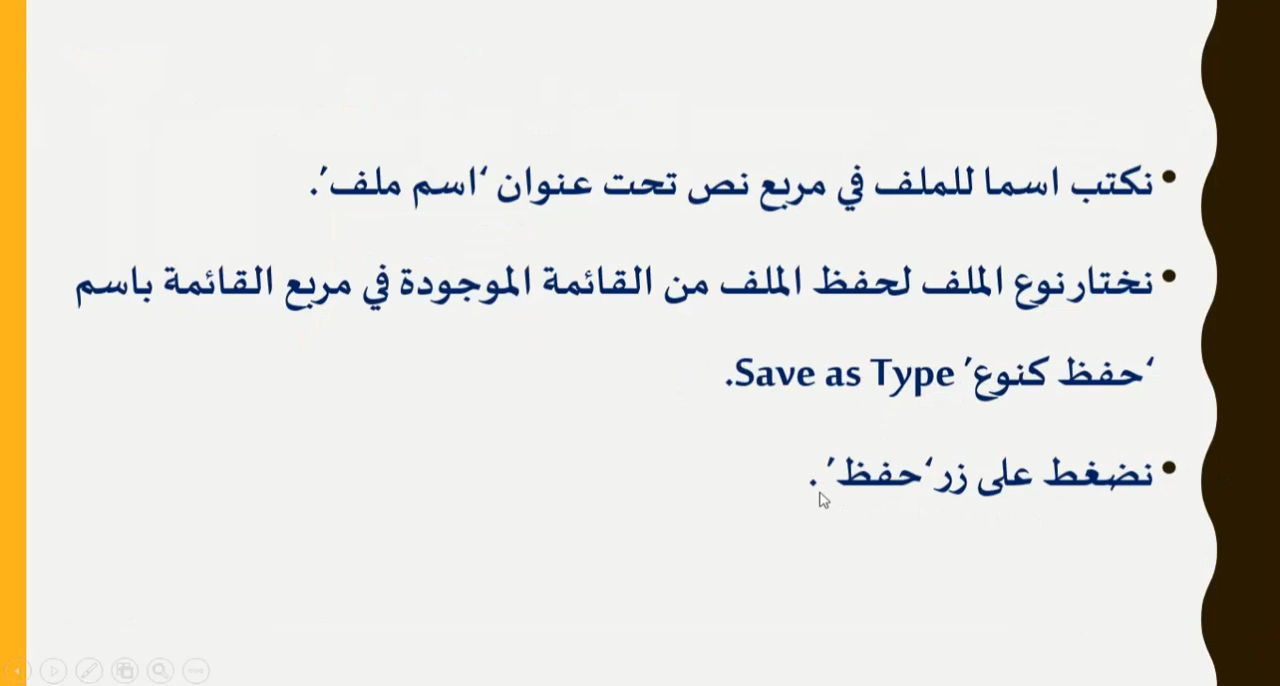 • نكتب اسما للملف في مربع نص تحت عنوان ‘اسم ملف’.
• نختار نوع الملف لحفظ الملف من القائمة الموجودة في مربع القائمة باسم
‘حفظ كنوع’ Save as Type.
• نضغط على زر ‘حفظ’ .